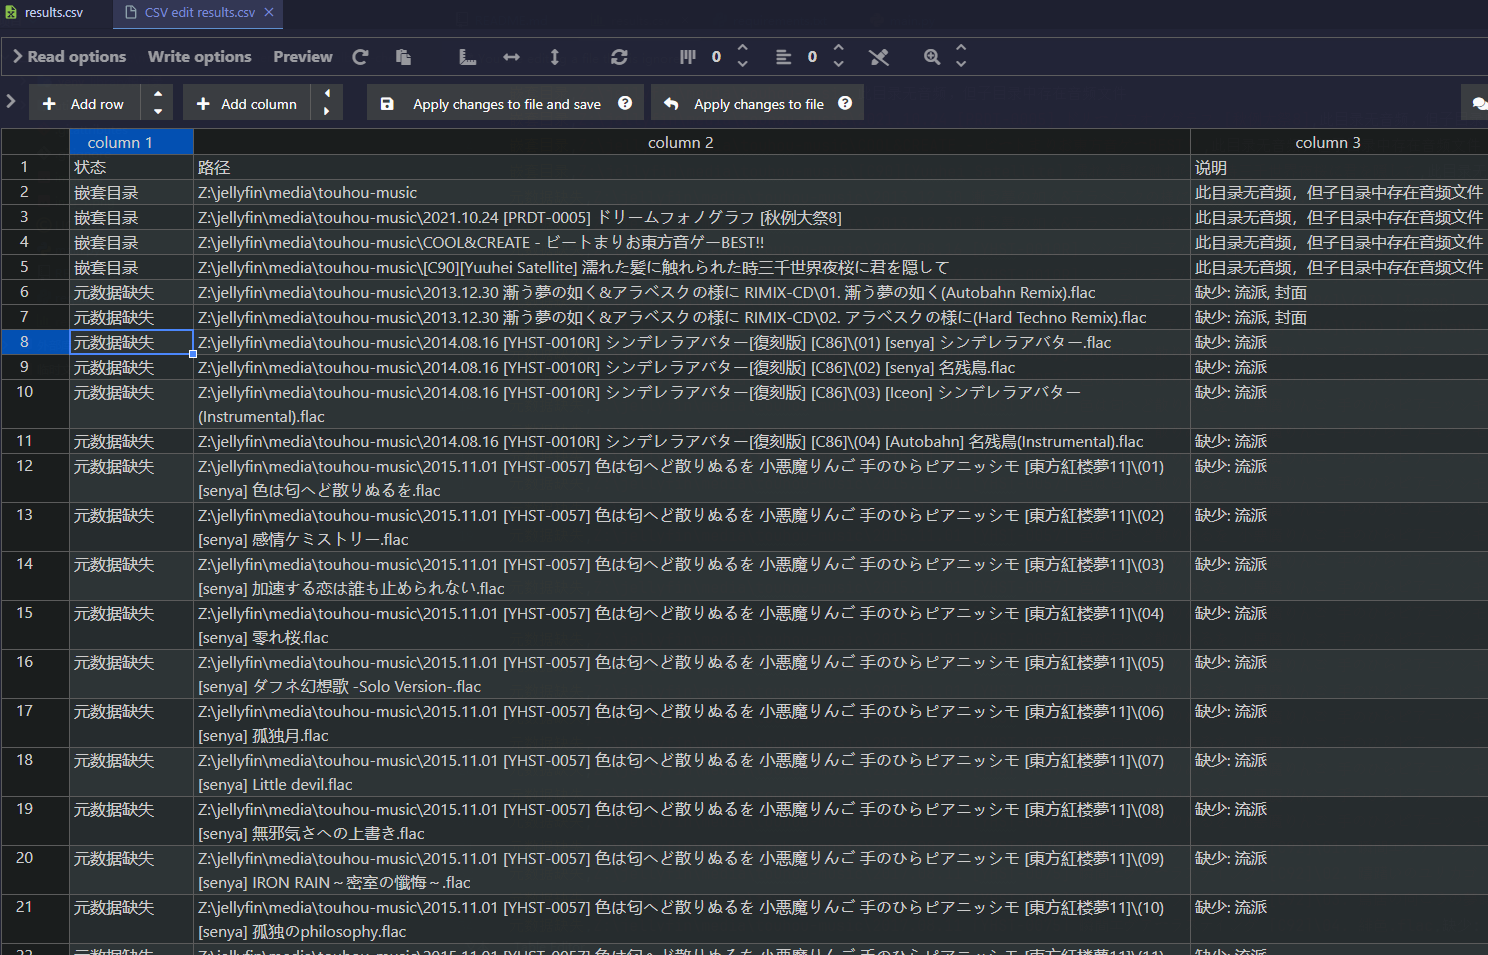 results.csv
CSV edit results.csv
Read options Write options Preview 0 0
Add row Add column Apply changes to file and save Apply changes to file
column 1 column 2 column 3
1 状态 路径 说明
2 嵌套目录 Z:\jellyfin\media\touhou-music 此目录无音频，但子目录中存在音频文件
3 嵌套目录 Z:\jellyfin\media\touhou-music\2021.10.24 [PRDT-0005] ドリームフォノグラフ [秋例大祭8] 此目录无音频，但子目录中存在音频文件
4 嵌套目录 Z:\jellyfin\media\touhou-music\COOL&CREATE - ビートまりお東方音ゲーBEST!! 此目录无音频，但子目录中存在音频文件
5 嵌套目录 Z:\jellyfin\media\touhou-music\[C90][Yuuhei Satellite] 濡れた髪に触れられた時三千世界夜桜に君を隠して 此目录无音频，但子目录中存在音频文件
6 元数据缺失 Z:\jellyfin\media\touhou-music\2013.12.30 漸う夢の如く&アラベスクの様に RIMIX-CD\01. 漸う夢の如く(Autobahn Remix).flac 缺少: 流派, 封面
7 元数据缺失 Z:\jellyfin\media\touhou-music\2013.12.30 漸う夢の如く&アラベスクの様に RIMIX-CD\02. アラベスクの様に(Hard Techno Remix).flac 缺少: 流派, 封面
8 元数据缺失 Z:\jellyfin\media\touhou-music\2014.08.16 [YHST-0010R] シンデレラアバター[復刻版] [C86]\(01) [senya] シンデレラアバター.flac 缺少: 流派
9 元数据缺失 Z:\jellyfin\media\touhou-music\2014.08.16 [YHST-0010R] シンデレラアバター[復刻版] [C86]\(02) [senya] 名残鳥.flac 缺少: 流派
10 元数据缺失 Z:\jellyfin\media\touhou-music\2014.08.16 [YHST-0010R] シンデレラアバター[復刻版] [C86]\(03) [Iceon] シンデレラアバター 缺少: 流派
(Instrumental).flac
11 元数据缺失 Z:\jellyfin\media\touhou-music\2014.08.16 [YHST-0010R] シンデレラアバター[復刻版] [C86]\(04) [Autobahn] 名残鳥(Instrumental).flac 缺少: 流派
12 元数据缺失 Z:\jellyfin\media\touhou-music\2015.11.01 [YHST-0057] 色は匂へど散りぬるを 小悪魔りんご 手のひらピアニッシモ [東方紅楼夢11]\(01) 缺少: 流派
[senya] 色は匂へど散りぬるを.flac
13 元数据缺失 Z:\jellyfin\media\touhou-music\2015.11.01 [YHST-0057] 色は匂へど散りぬるを 小悪魔りんご 手のひらピアニッシモ [東方紅楼夢11]\(02) 缺少: 流派
[senya] 感情ケミストリー.flac
14 元数据缺失 Z:\jellyfin\media\touhou-music\2015.11.01 [YHST-0057] 色は匂へど散りぬるを 小悪魔りんご 手のひらピアニッシモ [東方紅楼夢11]\(03) 缺少: 流派
[senya] 加速する恋は誰も止められない.flac
15 元数据缺失 Z:\jellyfin\media\touhou-music\2015.11.01 [YHST-0057] 色は匂へど散りぬるを 小悪魔りんご 手のひらピアニッシモ [東方紅楼夢11]\(04) 缺少: 流派
[senya] 零れ桜.flac
16 元数据缺失 Z:\jellyfin\media\touhou-music\2015.11.01 [YHST-0057] 色は匂へど散りぬるを 小悪魔りんご 手のひらピアニッシモ [東方紅楼夢11]\(05) 缺少: 流派
[senya] ダフネ幻想歌 -Solo Version-.flac
17 元数据缺失 Z:\jellyfin\media\touhou-music\2015.11.01 [YHST-0057] 色は匂へど散りぬるを 小悪魔りんご 手のひらピアニッシモ [東方紅楼夢11]\(06) 缺少: 流派
[senya] 孤独月.flac
18 元数据缺失 Z:\jellyfin\media\touhou-music\2015.11.01 [YHST-0057] 色は匂へど散りぬるを 小悪魔りんご 手のひらピアニッシモ [東方紅楼夢11]\(07) 缺少: 流派
[senya] Little devil.flac
19 元数据缺失 Z:\jellyfin\media\touhou-music\2015.11.01 [YHST-0057] 色は匂へど散りぬるを 小悪魔りんご 手のひらピアニッシモ [東方紅楼夢11]\(08) 缺少: 流派
[senya] 無邪気さへの上書き.flac
20 元数据缺失 Z:\jellyfin\media\touhou-music\2015.11.01 [YHST-0057] 色は匂へど散りぬるを 小悪魔りんご 手のひらピアニッシモ [東方紅楼夢11]\(09) 缺少: 流派
[senya] IRON RAIN～密室の懺悔～.flac
21 元数据缺失 Z:\jellyfin\media\touhou-music\2015.11.01 [YHST-0057] 色は匂へど散りぬるを 小悪魔りんご 手のひらピアニッシモ [東方紅楼夢11]\(10) 缺少: 流派
[senya] 孤独のphilosophy.flac